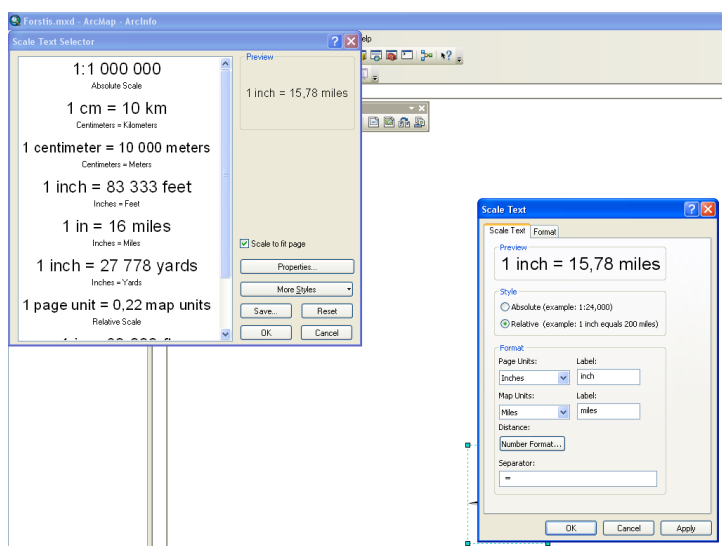 Forstis.mxd - ArcMap - ArcInfo
elp
Scale Text Selector
1:1 000 000
Absolute Scale
1 cm = 10 km
Centimeters = Kilometers
1 centimeter = 10 000 meters
Centimeters = Meters
1 inch = 83 333 feet
Inches = Feet
1 in = 16 miles
Inches = Miles
1 inch = 27 778 yards
Inches = Yards
1 page unit = 0,22 map units
Relative Scale
Preview
1 inch = 15,78 miles
Scale to fit page
Properties...
More Styles
Save...
Reset
OK
Cancel
Scale Text
Scale Text
Format
Preview
1 inch = 15,78 miles
Style
Absolute (example: 1:24,000)
Relative (example: 1 inch equals 200 miles)
Format
Page Units:
Label:
Inches
inch
Map Units:
Label:
Miles
miles
Distance:
Number Format...
Separator:
=
OK
Cancel
Apply